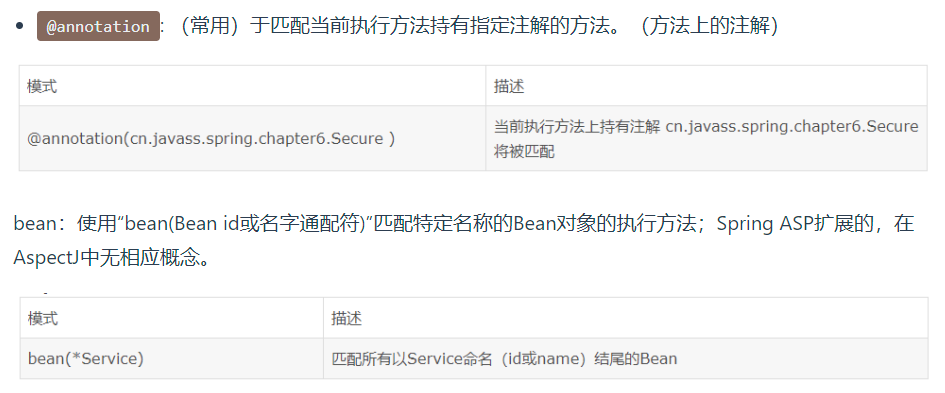 @annotation：（常用）于匹配当前执行方法持有指定注解的方法。（方法上的注解）
模式 描述
@annotation(cn.javass.spring.chapter6.Secure ) 当前执行方法上持有注解 cn.javass.spring.chapter6.Secure
将被匹配
bean：使用“bean(Bean id或名字通配符)”匹配特定名称的Bean对象的执行方法；Spring ASP扩展的，在
AspectJ中无相应概念。
模式 描述
bean(*Service) 匹配所有以Service命名（id或name）结尾的Bean